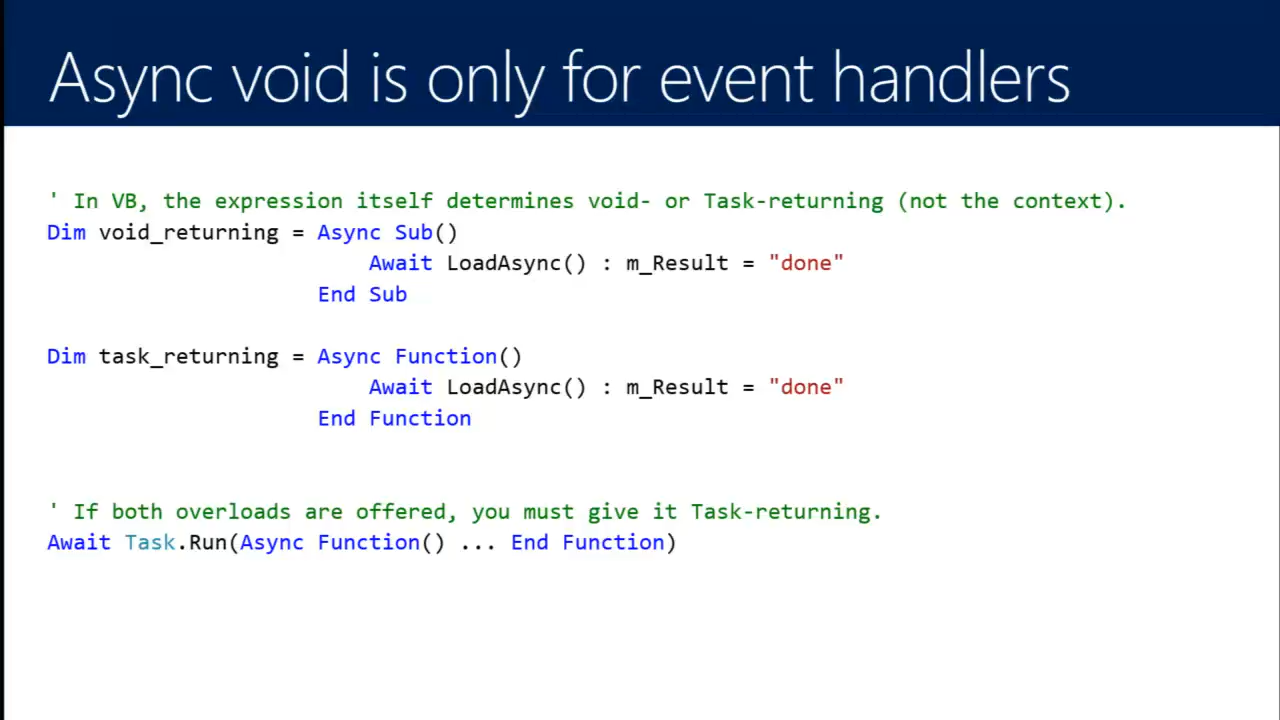 Async void is only for event handlers
' In VB, the expression itself determines void- or Task-returning (not the context).
Dim void_returning = Async Sub()
Await LoadAsync() : m_Result = "done"
End Sub
Dim task_returning = Async Function()
Await LoadAsync() : m_Result = "done"
End Function
' If both overloads are offered, you must give it Task-returning.
Await Task.Run(Async Function() ... End Function)